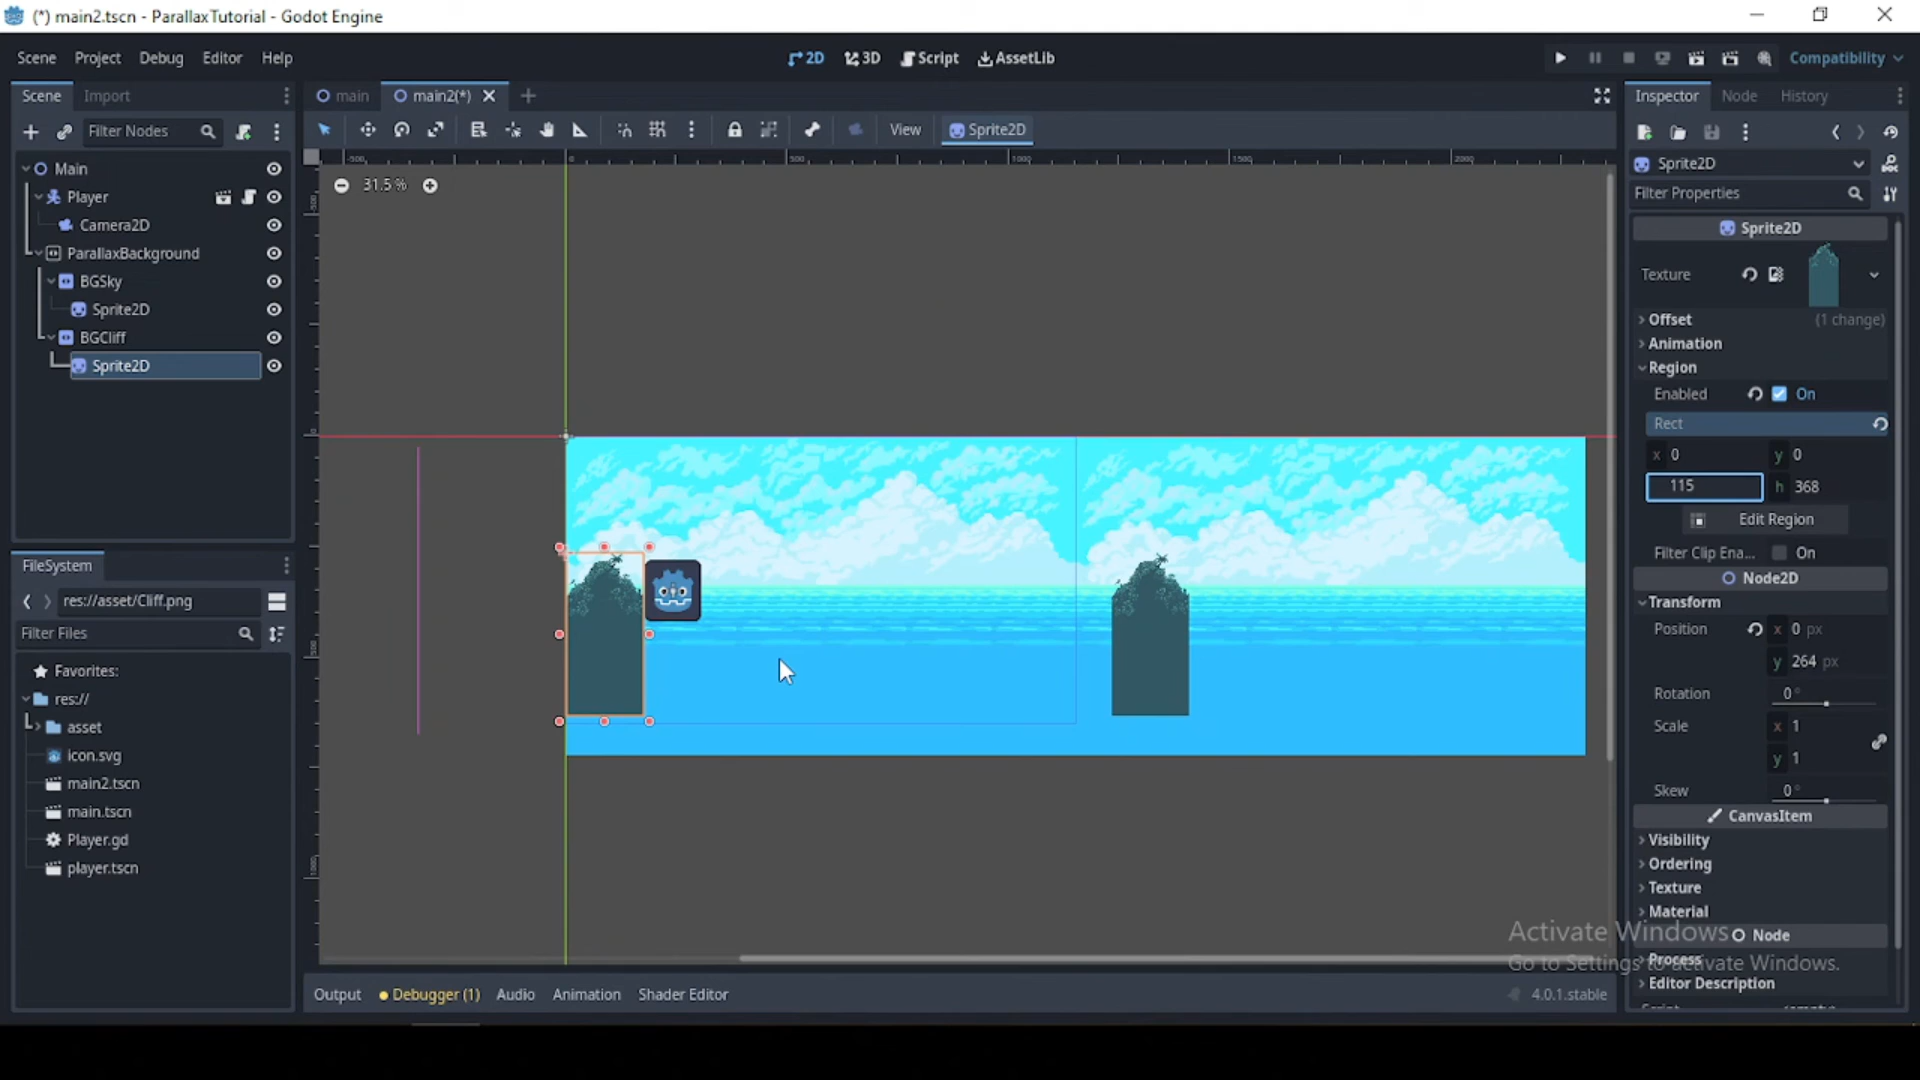 (*) main2.tscn - ParallaxTutorial - Godot Engine
Scene Project Debug Editor Help
2D 3D Script AssetLib
Compatibility
Scene Import
main main2(*)
Inspector Node History
Filter Nodes
View Sprite2D
Main
Player
Camera2D
ParallaxBackground
BGSky
Sprite2D
BGCliff
Sprite2D
-500 0 500 1000 1500 2000
31.5 %
FileSystem
res://asset/Cliff.png
Filter Files
Favorites:
res://
asset
icon.svg
main2.tscn
main.tscn
Player.gd
player.tscn
Output Debugger (1) Audio Animation Shader Editor
4.0.1.stable
Sprite2D
Filter Properties
Sprite2D
Texture
Offset (1 change)
Animation
Region
Enabled On
Rect
x 0 y 0
115 h 368
Edit Region
Filter Clip Ena... On
Node2D
Transform
Position x 0 px
y 264 px
Rotation 0 °
Scale x 1
y 1
Skew 0 °
CanvasItem
Visibility
Ordering
Texture
Material
Node
Process
Editor Description
Activate Windows
Go to Settings to activate Windows.